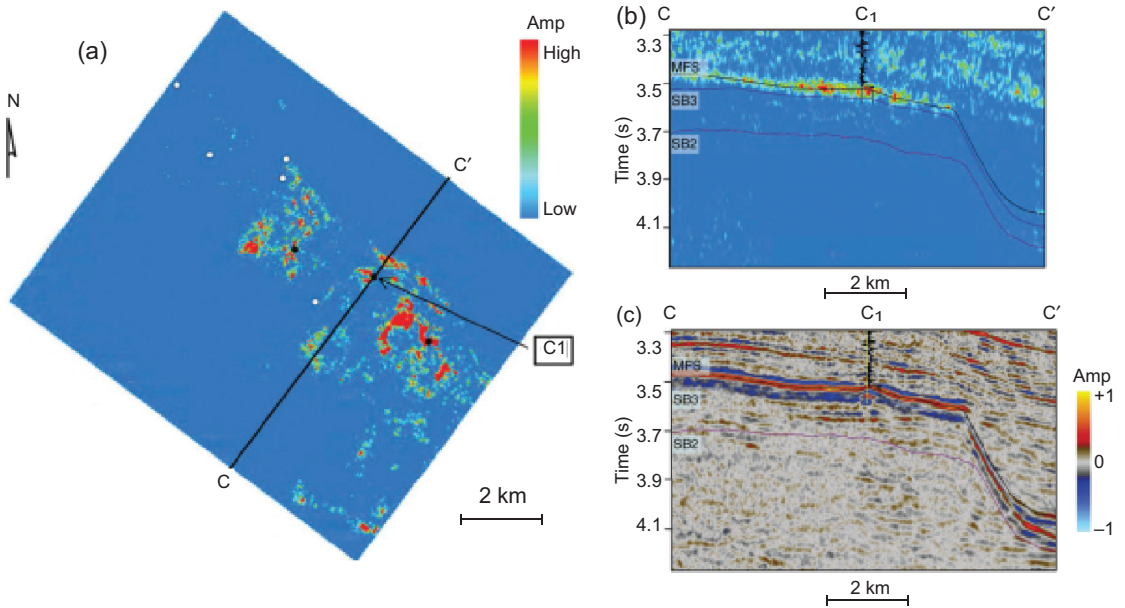 (a)
N
Amp
High
Low
C′
C1
C
2 km
(b)
C C₁ C′
3.3
MFS
3.5
SB3
3.7
SB2
3.9
4.1
Time (s)
2 km
(c)
C C₁ C′
3.3
MFS
3.5
SB3
3.7
SB2
3.9
4.1
Time (s)
Amp
+1
0
−1
2 km